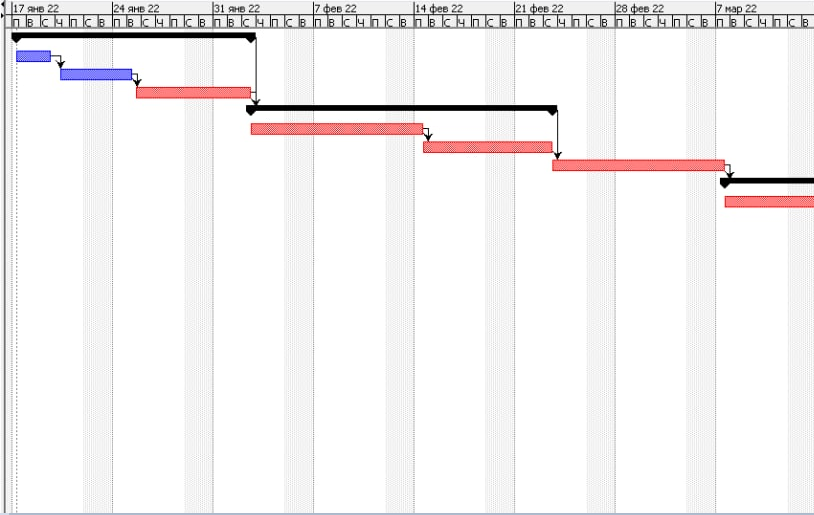 17 янв 22 24 янв 22 31 янв 22 7 фев 22 14 фев 22 21 фев 22 28 фев 22 7 мар 22
П В С Ч П С В П В С Ч П С В П В С Ч П С В П В С Ч П С В П В С Ч П С В П В С Ч П С В П В С Ч П С В П В С Ч П С В